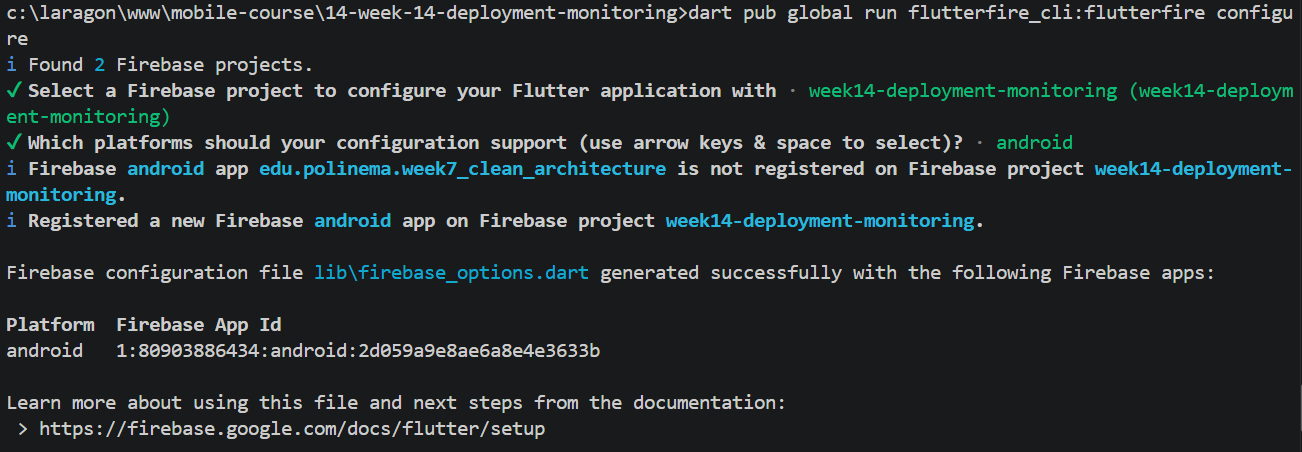 c:\laragon\www\mobile-course\14-week-14-deployment-monitoring>dart pub global run flutterfire_cli:flutterfire configu
re
i Found 2 Firebase projects.
✓ Select a Firebase project to configure your Flutter application with · week14-deployment-monitoring (week14-deploym
ent-monitoring)
✓ Which platforms should your configuration support (use arrow keys & space to select)? · android
i Firebase android app edu.polinema.week7_clean_architecture is not registered on Firebase project week14-deployment-
monitoring.
i Registered a new Firebase android app on Firebase project week14-deployment-monitoring.
Firebase configuration file lib\firebase_options.dart generated successfully with the following Firebase apps:
Platform  Firebase App Id
android   1:80903886434:android:2d059a9e8ae6a8e4e3633b
Learn more about using this file and next steps from the documentation:
 > https://firebase.google.com/docs/flutter/setup